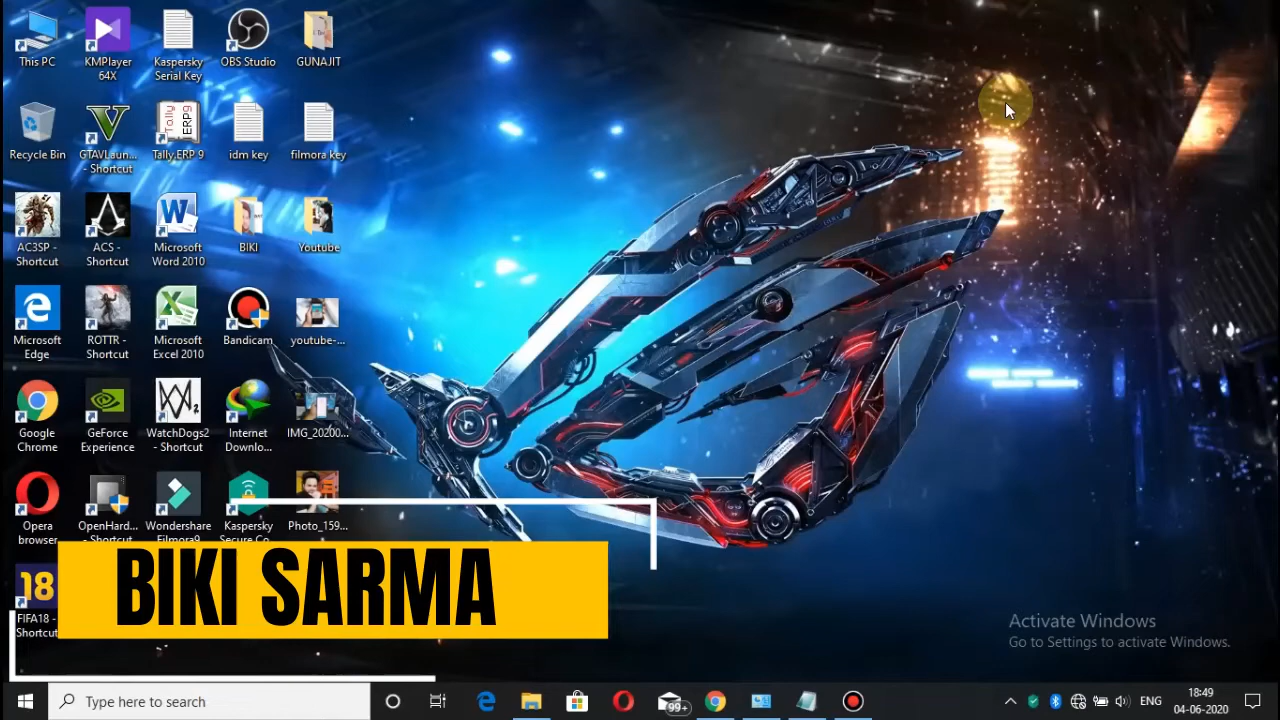 This PC
KMPlayer
64X
Kaspersky
Serial Key
OBS Studio
GUNAJIT
Recycle Bin
GTAVLaun...
- Shortcut
Tally
ERP9
Tally.ERP 9
idm key
filmora key
AC3SP -
Shortcut
ACS -
Shortcut
Microsoft
Word 2010
BIKI
Youtube
Microsoft
Edge
ROTTR -
Shortcut
Microsoft
Excel 2010
Bandicam
youtube-...
Google
Chrome
GeForce
Experience
WatchDogs2
- Shortcut
Internet
Downlo...
IMG_20200...
Opera
browser
OpenHard...
- Shortcut
Wondershare
Filmora9
Kaspersky
Secure Co...
Photo_159...
18
FIFA18 -
Shortcut
BIKI SARMA
Activate Windows
Go to Settings to activate Windows.
Type here to search
99+
ENG
18:49
04-06-2020